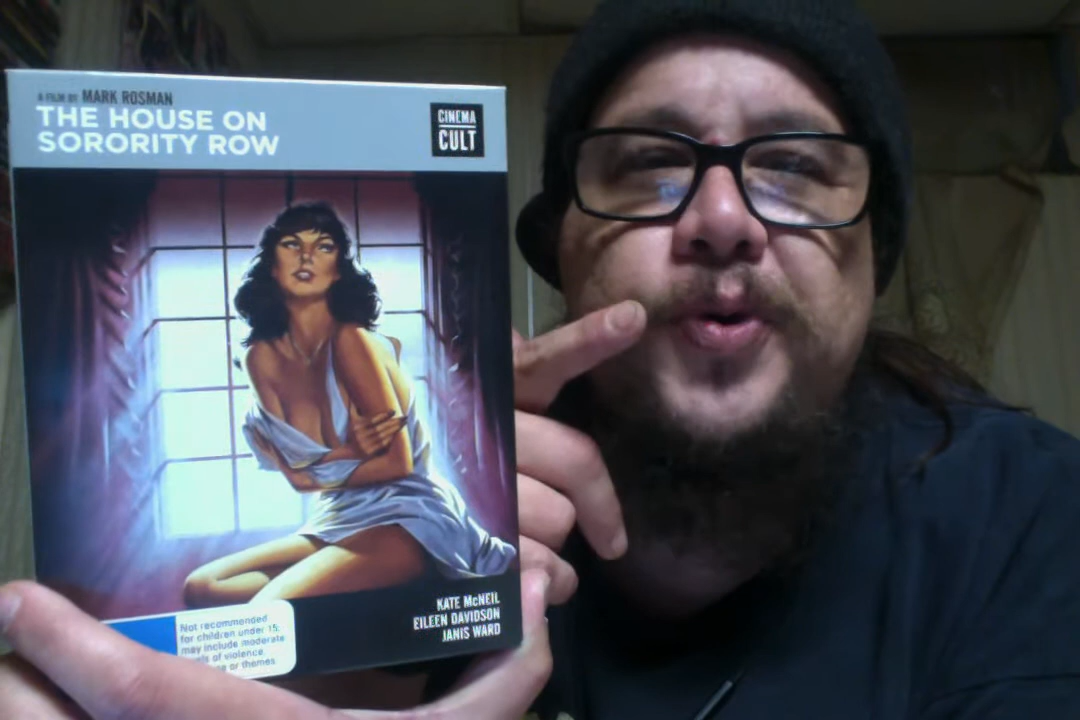 A FILM BY MARK ROSMAN
THE HOUSE ON
SORORITY ROW
CINEMA
CULT
KATE McNEIL
EILEEN DAVIDSON
JANIS WARD
Not recommended
for children under 15;
may include moderate
of violence,
or themes.